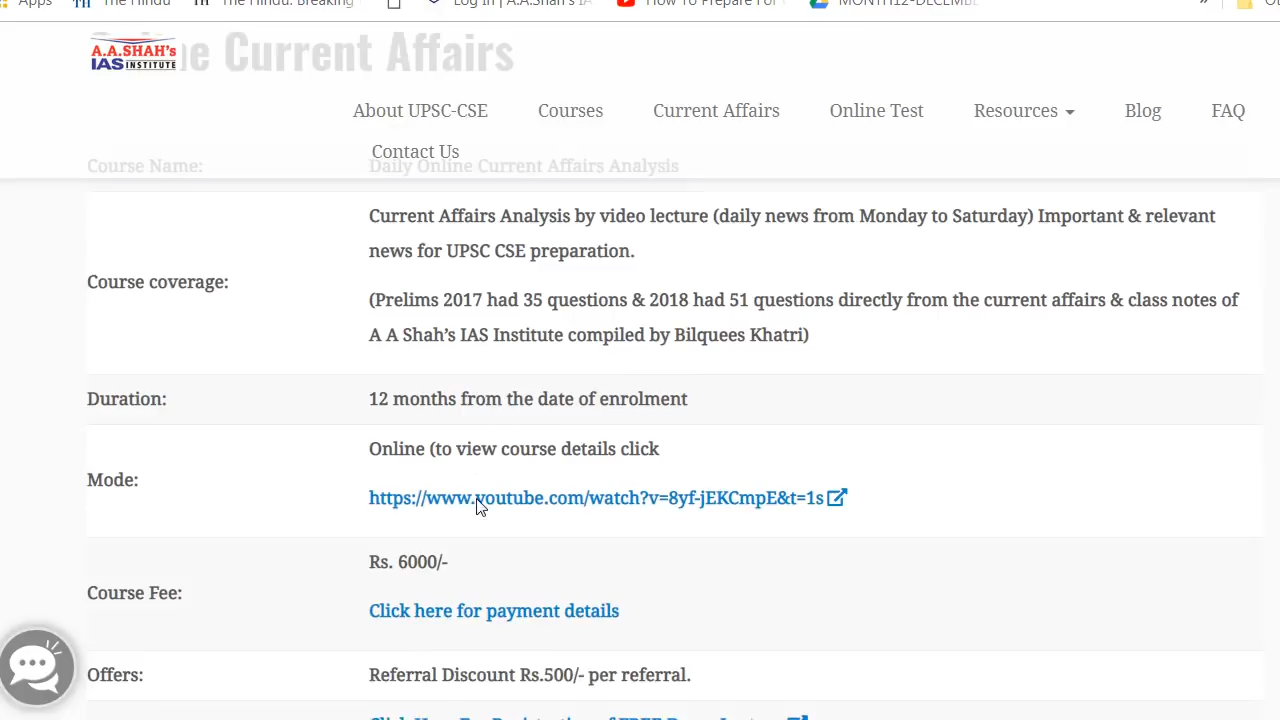 Apps The Hindu The Hindu: Breaking Log In | A.A.Shah's IA How To Prepare For MONTH12-DECEMBE
A.A.SHAH's
IAS INSTITUTE
ne Current Affairs
About UPSC-CSE Courses Current Affairs Online Test Resources Blog FAQ
Contact Us
Course Name: Daily Online Current Affairs Analysis
Course coverage:
Current Affairs Analysis by video lecture (daily news from Monday to Saturday) Important & relevant
news for UPSC CSE preparation.
(Prelims 2017 had 35 questions & 2018 had 51 questions directly from the current affairs & class notes of
A A Shah’s IAS Institute compiled by Bilquees Khatri)
Duration: 12 months from the date of enrolment
Mode:
Online (to view course details click
https://www.youtube.com/watch?v=8yf-jEKCmpE&t=1s
Course Fee:
Rs. 6000/-
Click here for payment details
Offers: Referral Discount Rs.500/- per referral.